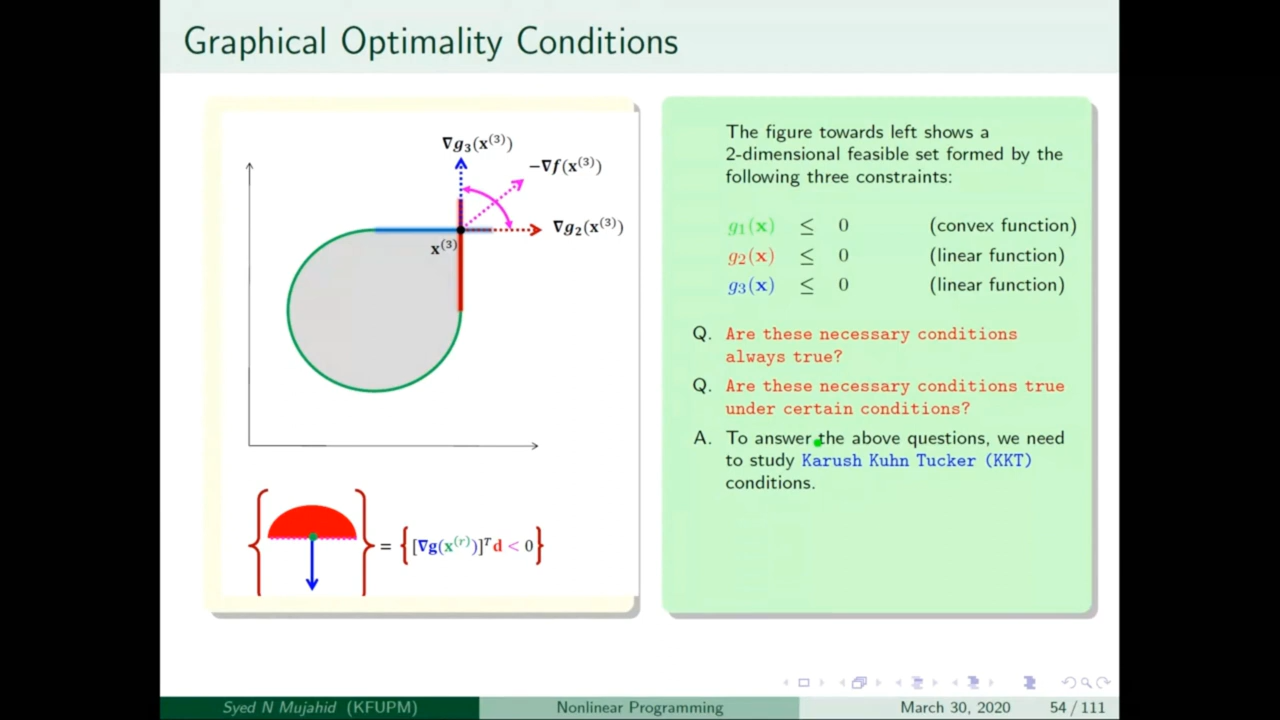 Graphical Optimality Conditions
∇g₃(x⁽³⁾)
−∇f(x⁽³⁾)
∇g₂(x⁽³⁾)
x⁽³⁾
{ } = {[∇g(x⁽ʳ⁾)]ᵀd < 0}
The figure towards left shows a
2-dimensional feasible set formed by the
following three constraints:
g₁(x) ≤ 0 (convex function)
g₂(x) ≤ 0 (linear function)
g₃(x) ≤ 0 (linear function)
Q. Are these necessary conditions
always true?
Q. Are these necessary conditions true
under certain conditions?
A. To answer the above questions, we need
to study Karush Kuhn Tucker (KKT)
conditions.
Syed N Mujahid (KFUPM) Nonlinear Programming March 30, 2020 54 / 111